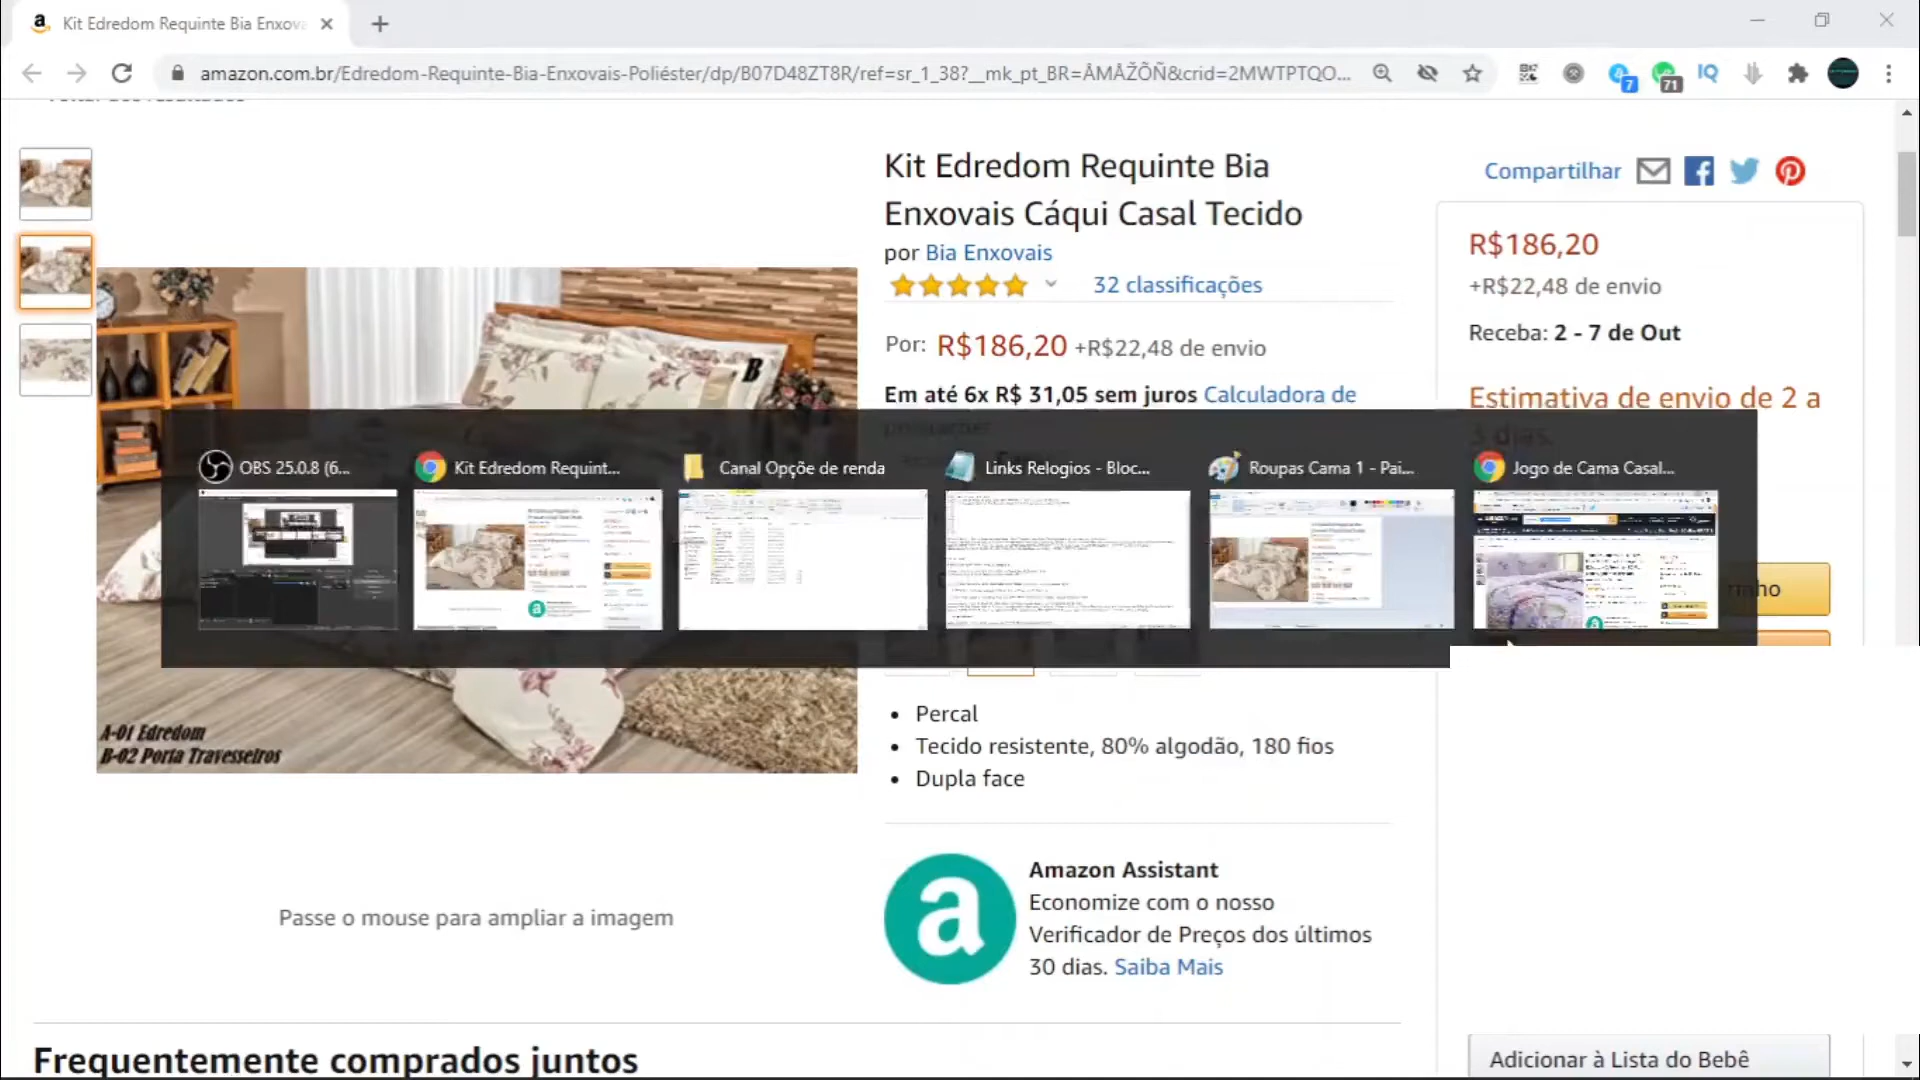 Kit Edredom Requinte Bia Enxova
amazon.com.br/Edredom-Requinte-Bia-Enxovais-Poliéster/dp/B07D48ZT8R/ref=sr_1_38?__mk_pt_BR=ÅMÅŽÕÑ&crid=2MWTPTQO...
7
71
IQ
Kit Edredom Requinte Bia
Enxovais Cáqui Casal Tecido
por Bia Enxovais
32 classificações
Por: R$186,20 +R$22,48 de envio
Em até 6x R$ 31,05 sem juros Calculadora de
Compartilhar
R$186,20
+R$22,48 de envio
Receba: 2 - 7 de Out
Estimativa de envio de 2 a
3 dias.
B
OBS 25.0.8 (6...
Kit Edredom Requint...
Canal Opçõe de renda
Links Relogios - Bloc...
Roupas Cama 1 - Pai...
Jogo de Cama Casal...
A-01 Edredom
B-02 Porta Travesseiros
• Percal
• Tecido resistente, 80% algodão, 180 fios
• Dupla face
Passe o mouse para ampliar a imagem
Amazon Assistant
Economize com o nosso
Verificador de Preços dos últimos
30 dias. Saiba Mais
Frequentemente comprados juntos
Adicionar à Lista do Bebê